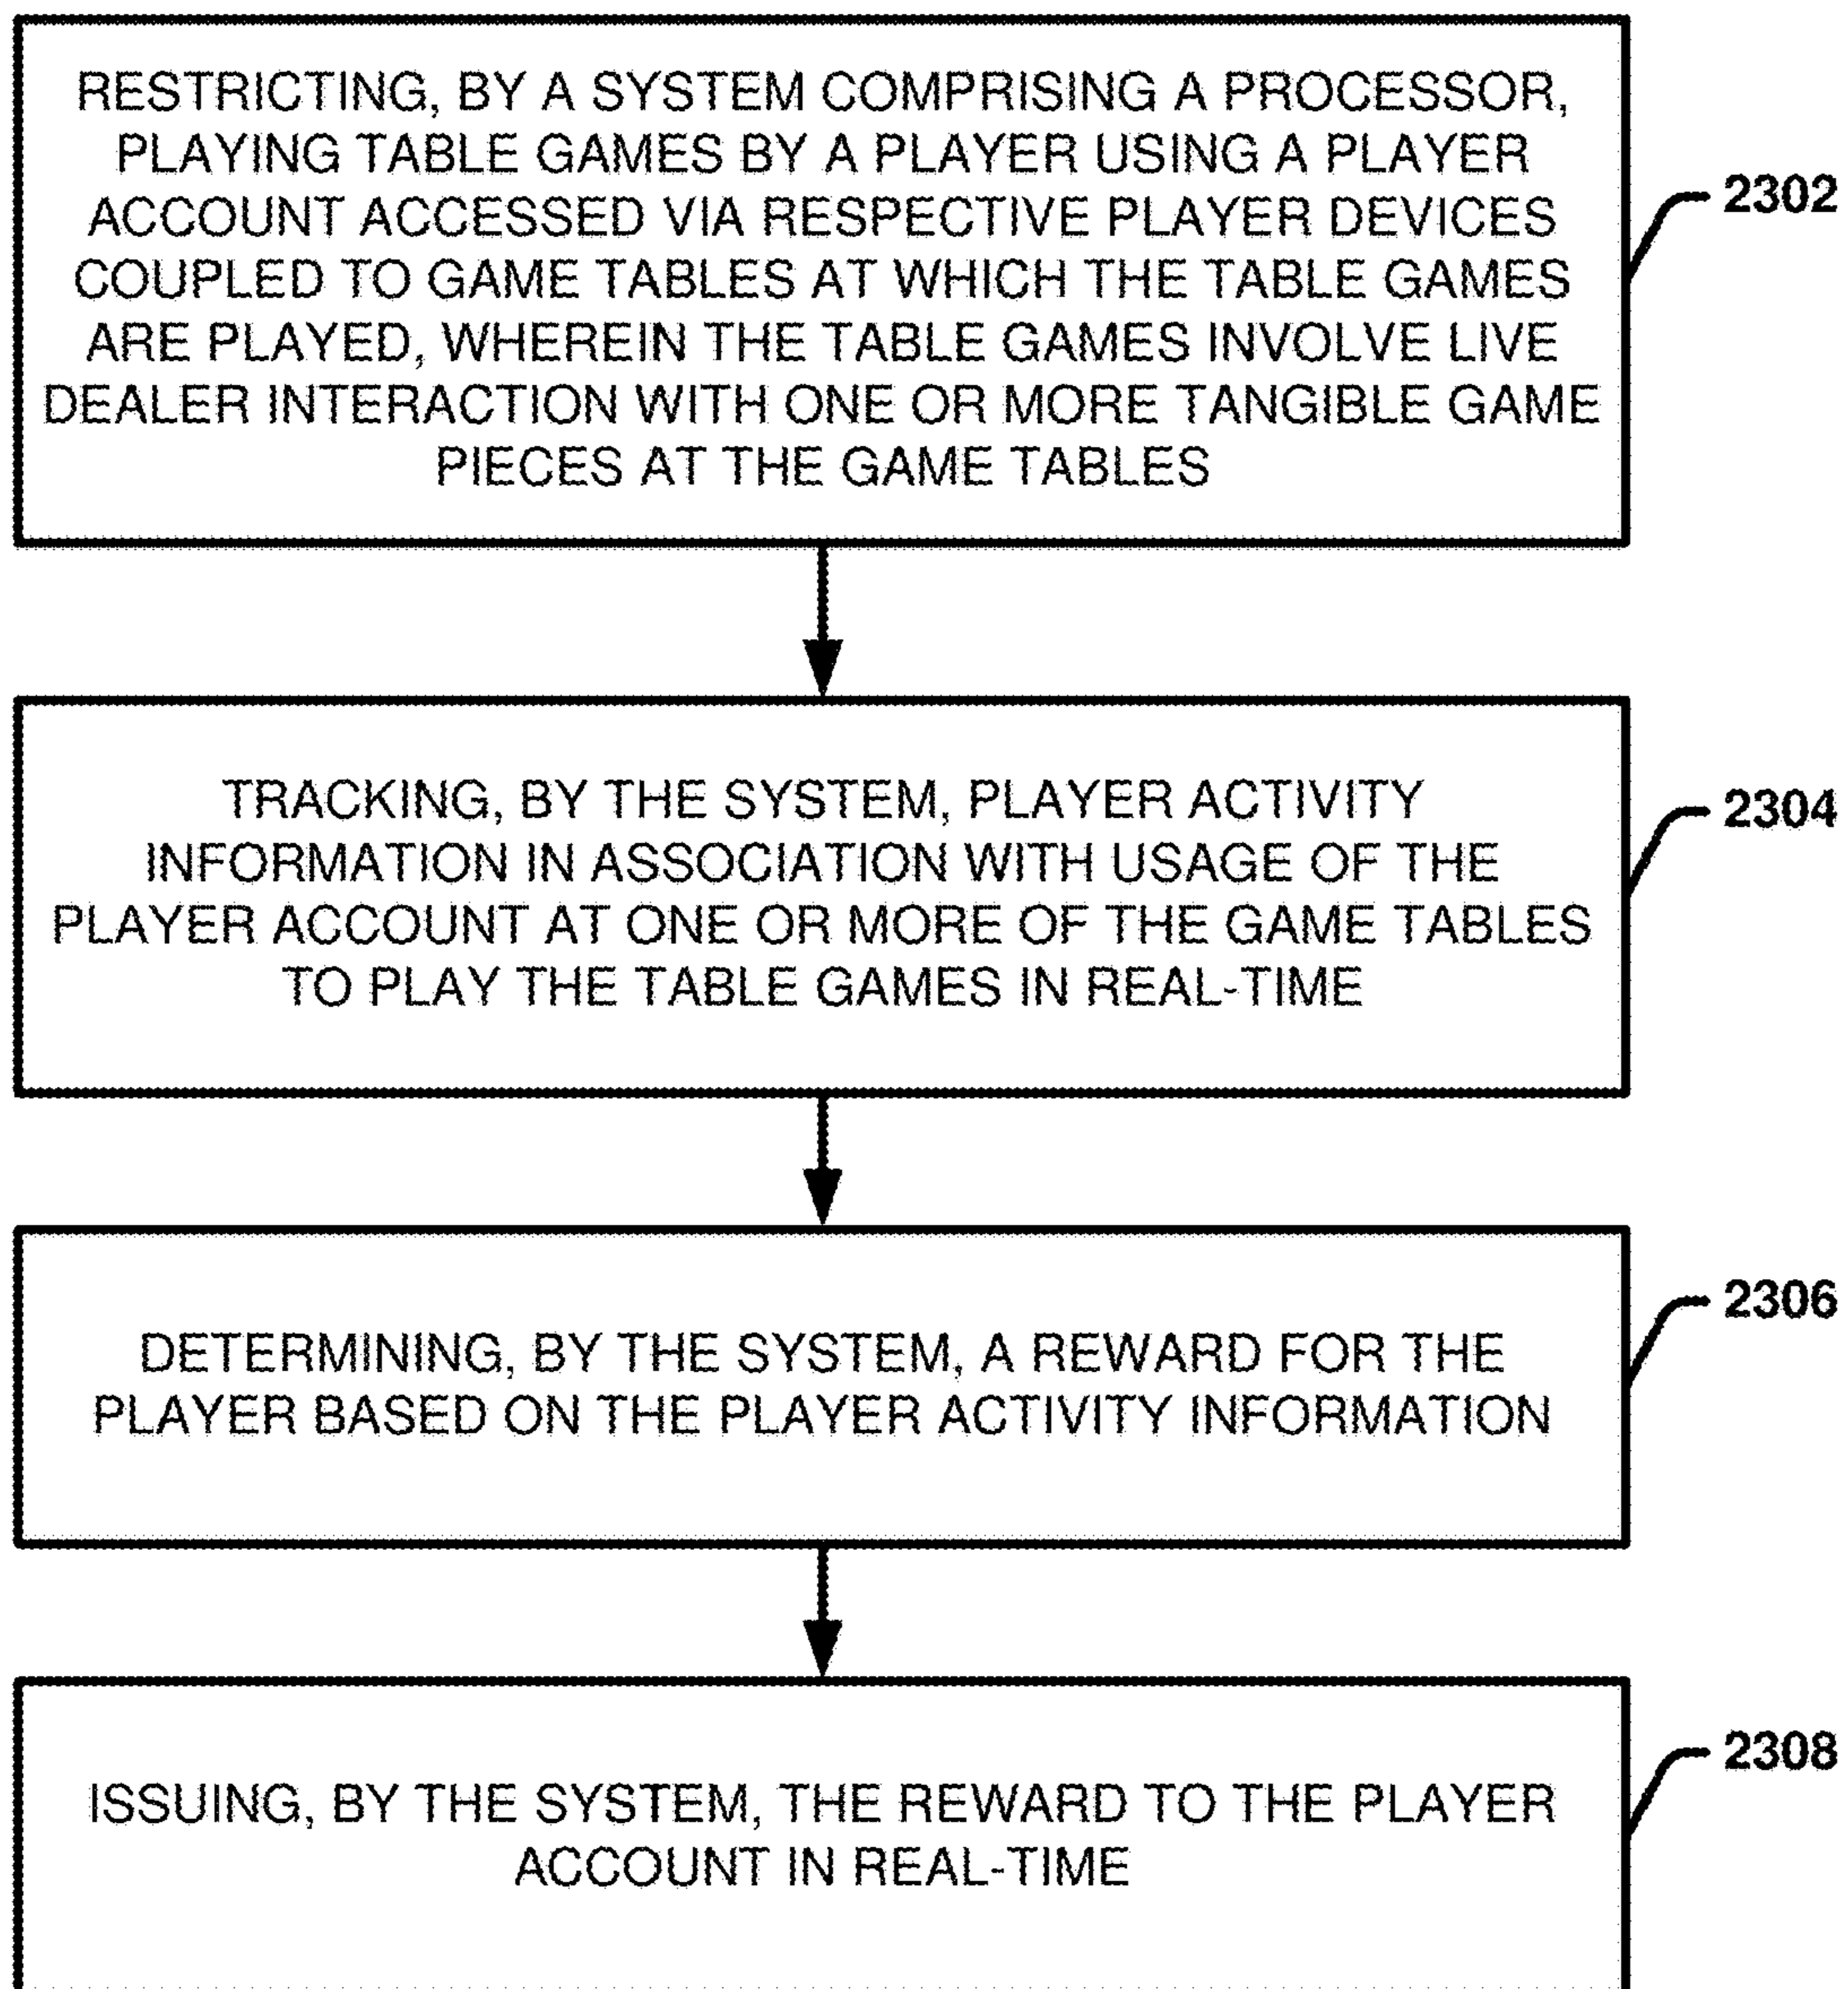 RESTRICTING, BY A SYSTEM COMPRISING A PROCESSOR,
PLAYING TABLE GAMES BY A PLAYER USING A PLAYER
ACCOUNT ACCESSED VIA RESPECTIVE PLAYER DEVICES
COUPLED TO GAME TABLES AT WHICH THE TABLE GAMES
ARE PLAYED, WHEREIN THE TABLE GAMES INVOLVE LIVE
DEALER INTERACTION WITH ONE OR MORE TANGIBLE GAME
PIECES AT THE GAME TABLES
2302
TRACKING, BY THE SYSTEM, PLAYER ACTIVITY
INFORMATION IN ASSOCIATION WITH USAGE OF THE
PLAYER ACCOUNT AT ONE OR MORE OF THE GAME TABLES
TO PLAY THE TABLE GAMES IN REAL-TIME
2304
DETERMINING, BY THE SYSTEM, A REWARD FOR THE
PLAYER BASED ON THE PLAYER ACTIVITY INFORMATION
2306
ISSUING, BY THE SYSTEM, THE REWARD TO THE PLAYER
ACCOUNT IN REAL-TIME
2308